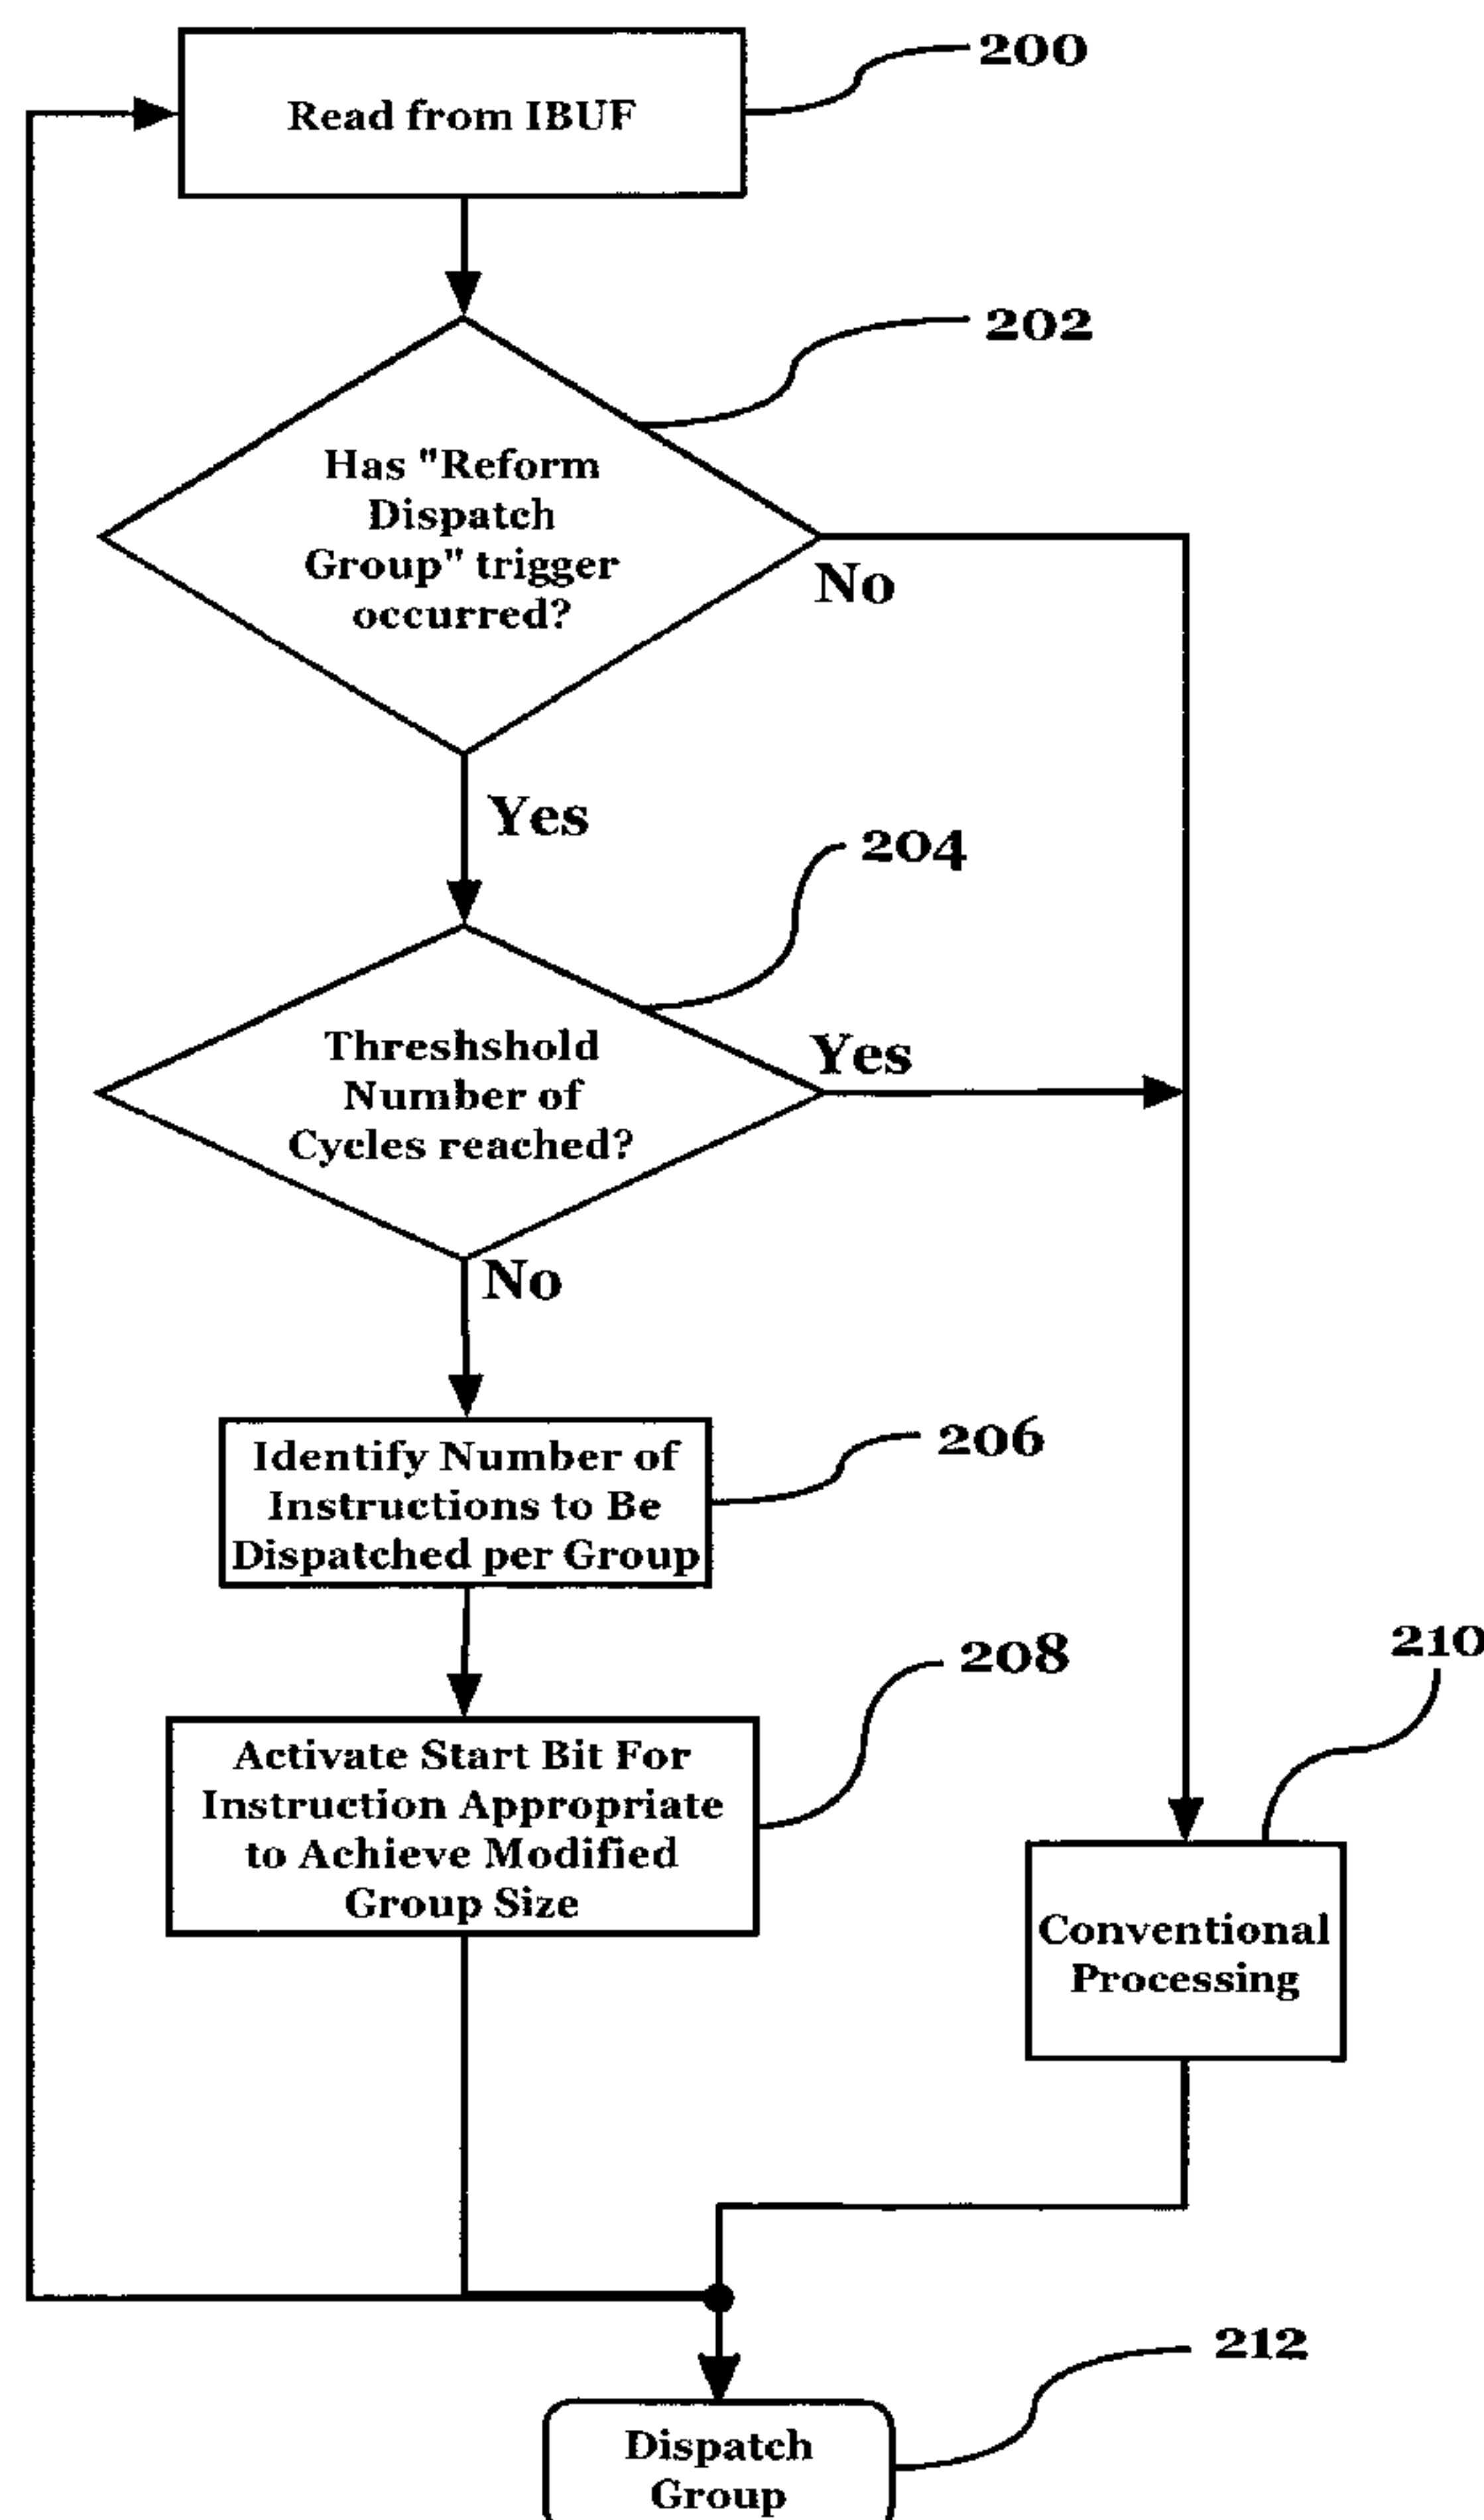 200
Read from IBUF
202
Has "Reform
Dispatch
Group" trigger
occurred?
No
Yes
204
Threshshold
Number of
Cycles reached?
Yes
No
206
Identify Number of
Instructions to Be
Dispatched per Group
208
Activate Start Bit For
Instruction Appropriate
to Achieve Modified
Group Size
210
Conventional
Processing
212
Dispatch
Group